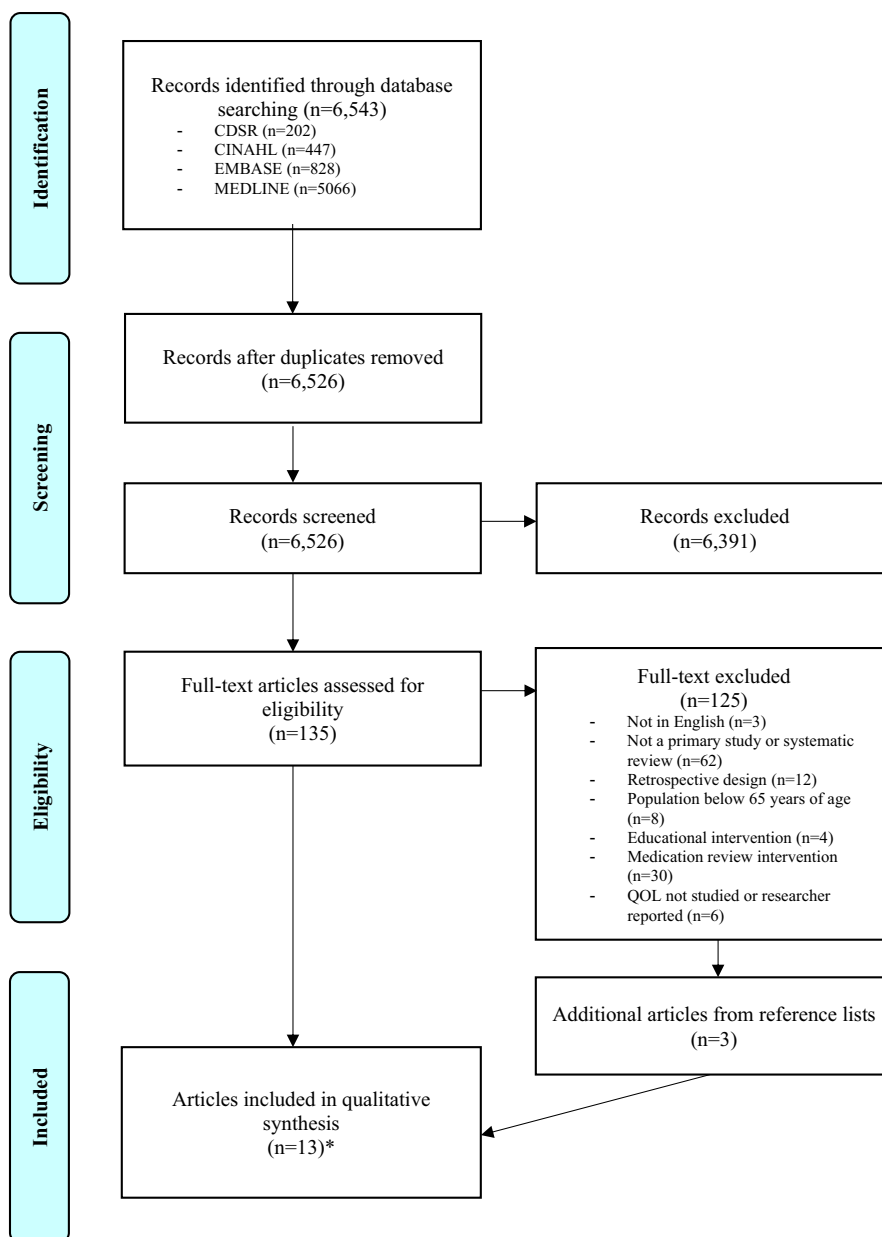 Identification
Records identified through database
searching (n=6,543)
- CDSR (n=202)
- CINAHL (n=447)
- EMBASE (n=828)
- MEDLINE (n=5066)
Screening
Records after duplicates removed
(n=6,526)
Records screened
(n=6,526)
Records excluded
(n=6,391)
Eligibility
Full-text articles assessed for
eligibility
(n=135)
Full-text excluded
(n=125)
- Not in English (n=3)
- Not a primary study or systematic
review (n=62)
- Retrospective design (n=12)
- Population below 65 years of age
(n=8)
- Educational intervention (n=4)
- Medication review intervention
(n=30)
- QOL not studied or researcher
reported (n=6)
Included
Additional articles from reference lists
(n=3)
Articles included in qualitative
synthesis
(n=13)*